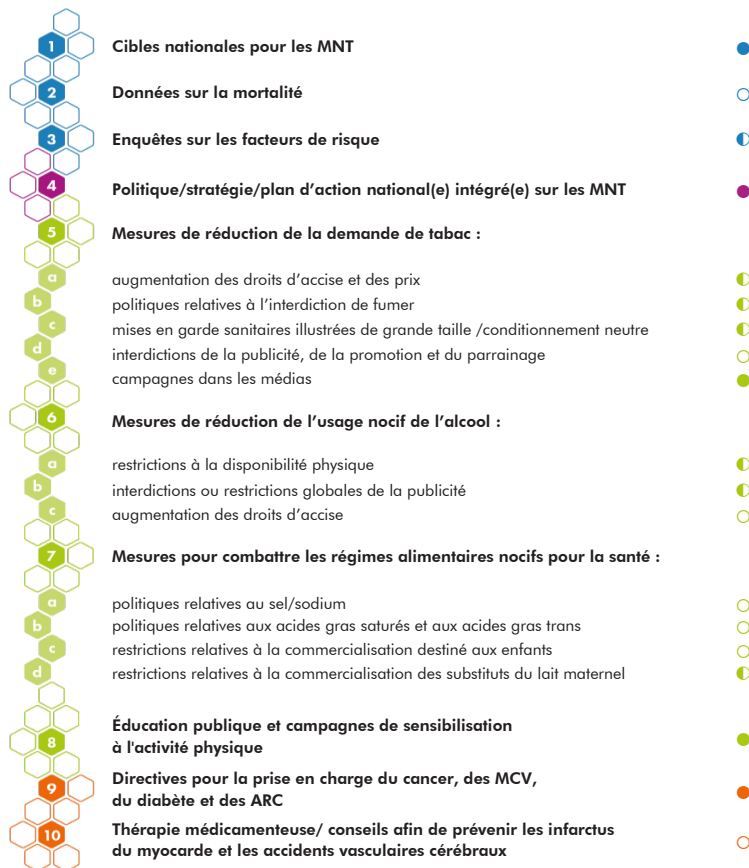 1 Cibles nationales pour les MNT
2 Données sur la mortalité
3 Enquêtes sur les facteurs de risque
4 Politique/stratégie/plan d’action national(e) intégré(e) sur les MNT
5 Mesures de réduction de la demande de tabac :
a augmentation des droits d’accise et des prix
b politiques relatives à l’interdiction de fumer
c mises en garde sanitaires illustrées de grande taille /conditionnement neutre
d interdictions de la publicité, de la promotion et du parrainage
e campagnes dans les médias
6 Mesures de réduction de l’usage nocif de l’alcool :
a restrictions à la disponibilité physique
b interdictions ou restrictions globales de la publicité
c augmentation des droits d’accise
7 Mesures pour combattre les régimes alimentaires nocifs pour la santé :
a politiques relatives au sel/sodium
b politiques relatives aux acides gras saturés et aux acides gras trans
c restrictions relatives à la commercialisation destiné aux enfants
d restrictions relatives à la commercialisation des substituts du lait maternel
8 Éducation publique et campagnes de sensibilisation
à l'activité physique
9 Directives pour la prise en charge du cancer, des MCV,
du diabète et des ARC
10 Thérapie médicamenteuse/ conseils afin de prévenir les infarctus
du myocarde et les accidents vasculaires cérébraux